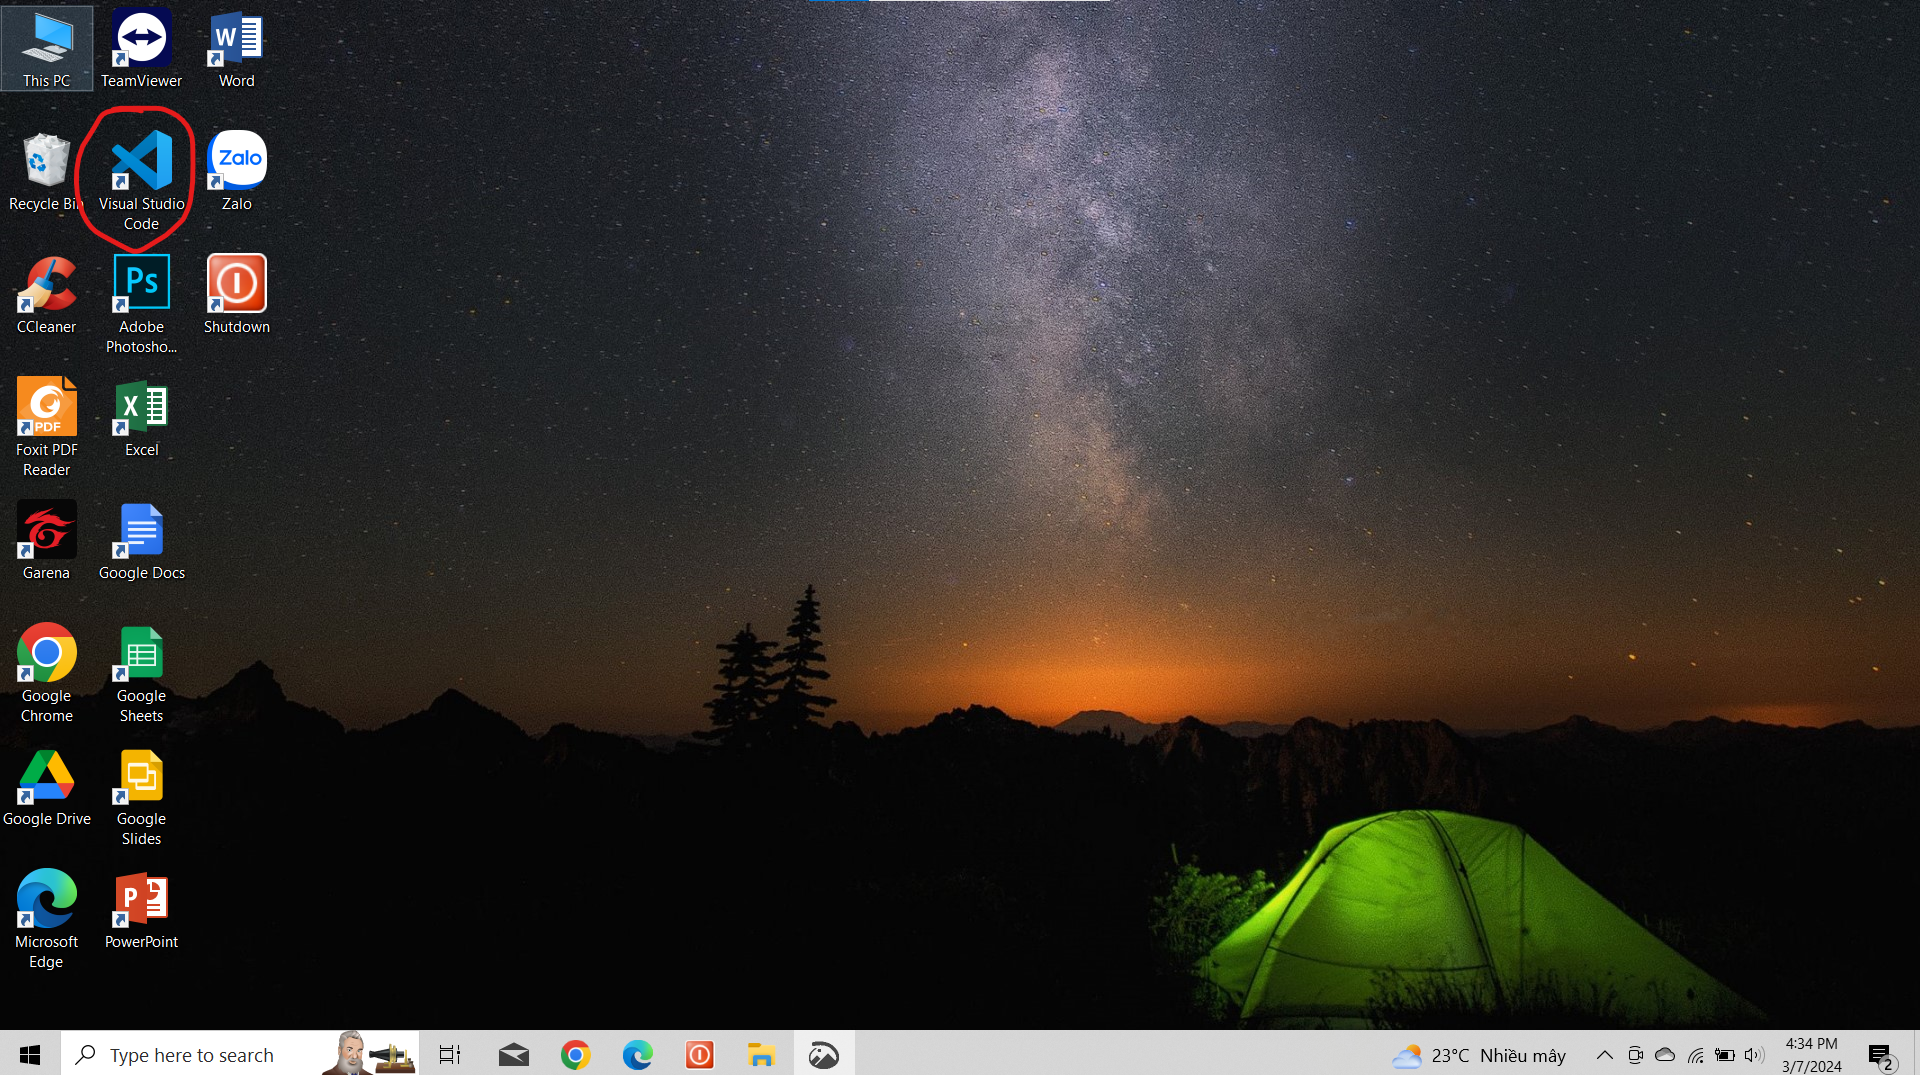 This PC
TeamViewer
W
Word
Recycle Bin
Visual Studio
Code
Zalo
Zalo
CCleaner
Ps
Adobe
Photosho...
Shutdown
PDF
Foxit PDF
Reader
X
Excel
Garena
Google Docs
Google
Chrome
Google
Sheets
Google Drive
Google
Slides
Microsoft
Edge
P
PowerPoint
Type here to search
23°C Nhiều mây
4:34 PM
3/7/2024
2